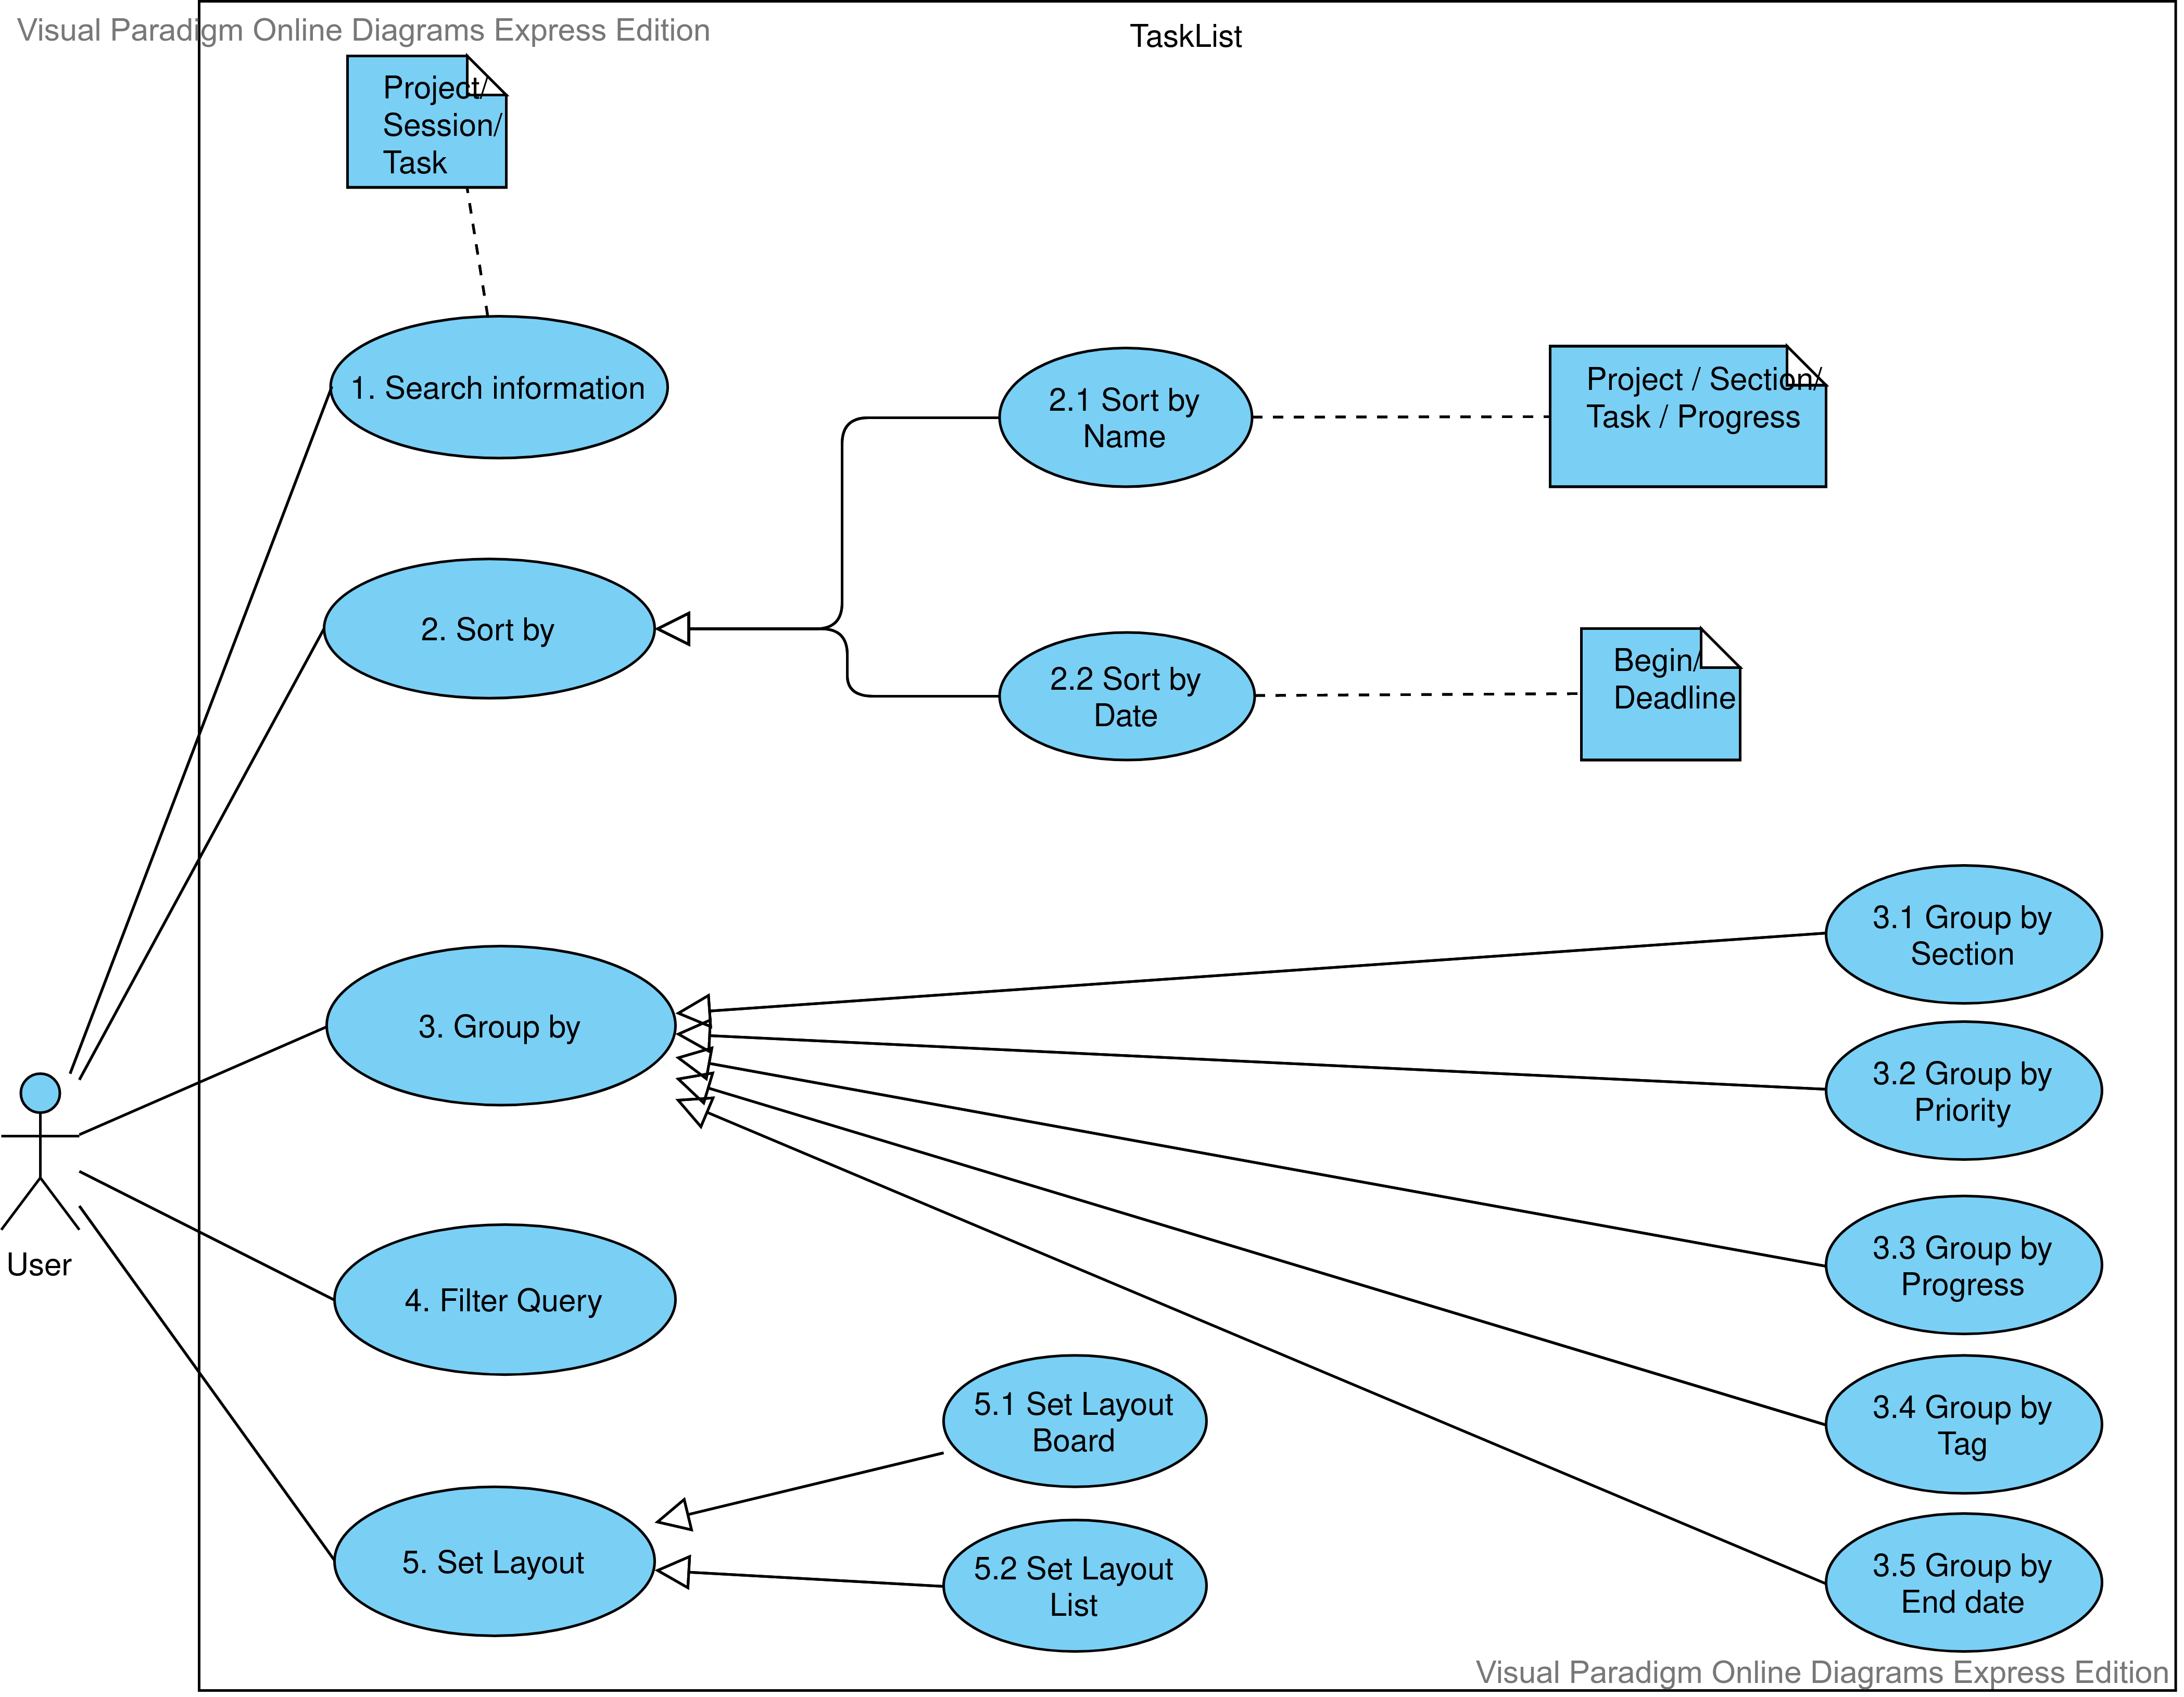 Visual Paradigm Online Diagrams Express Edition
TaskList
Project/
Session/
Task
1. Search information
2.1 Sort by
Name
Project / Section/
Task / Progress
2. Sort by
2.2 Sort by
Date
Begin/
Deadline
3. Group by
3.1 Group by
Section
3.2 Group by
Priority
3.3 Group by
Progress
3.4 Group by
Tag
3.5 Group by
End date
User
4. Filter Query
5.1 Set Layout
Board
5. Set Layout
5.2 Set Layout
List
Visual Paradigm Online Diagrams Express Edition